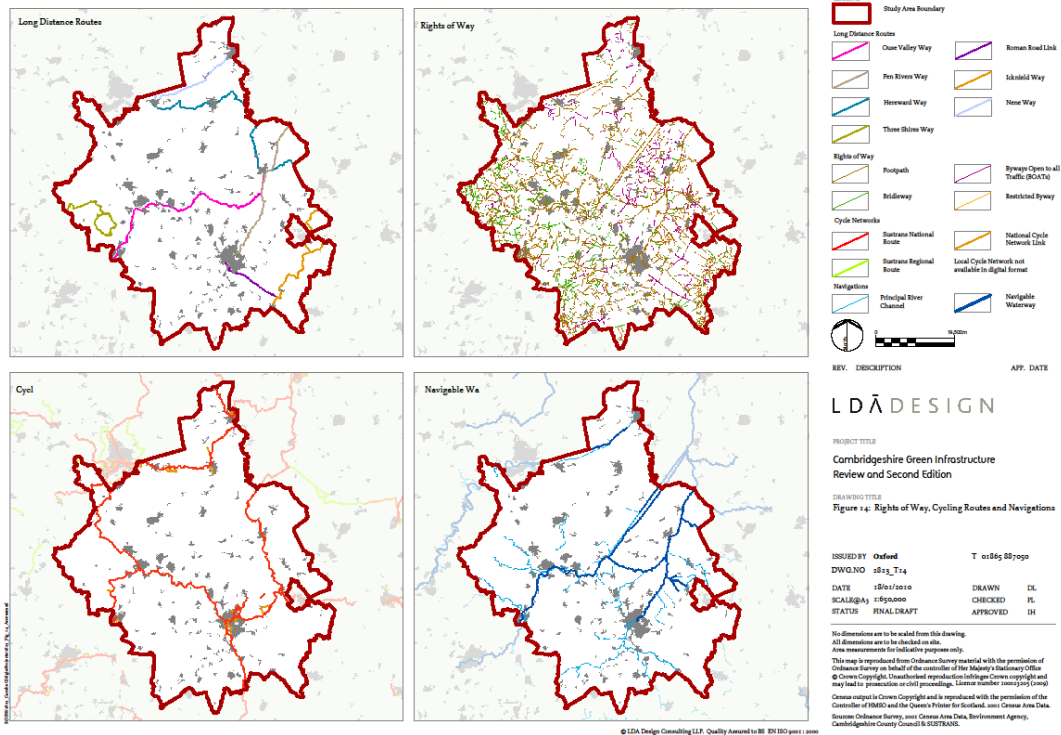 Long Distance Routes
Rights of Way
Cycl
Navigable Wa
Study Area Boundary
Long Distance Routes
Ouse Valley Way
Roman Road Link
Fen Rivers Way
Icknield Way
Hereward Way
Nene Way
Three Shires Way
Rights of Way
Footpath
Byways Open to all
Traffic (BOATs)
Bridleway
Restricted Byway
Cycle Networks
Sustrans National
Route
National Cycle
Network Link
Sustrans Regional
Route
Local Cycle Network not
available in digital format
Navigations
Principal River
Channel
Navigable
Waterway
0
REV. DESCRIPTION APP. DATE
LDĀDESIGN
PROJECT TITLE
Cambridgeshire Green Infrastructure
Review and Second Edition
DRAWING TITLE
Figure 14: Rights of Way, Cycling Routes and Navigations
ISSUED BY Oxford T 01865 887050
DWG.NO 2825_T14
DATE 18/01/2010 DRAWN DL
SCALE@A3 1:650,000 CHECKED PL
STATUS FINAL DRAFT APPROVED IH
No dimensions are to be scaled from this drawing.
All dimensions are to be checked on site.
Area measurements for indicative purposes only.
This map is reproduced from Ordnance Survey material with the permission of
Ordnance Survey on behalf of the controller of Her Majesty's Stationary Office
© Crown Copyright. Unauthorised reproduction infringes Crown copyright and
may lead to prosecution or civil proceedings. Licence number 100023205 (2009)
Census output is Crown Copyright and is reproduced with the permission of the
Controller of HMSO and the Queen's Printer for Scotland. 2001 Census Area Data.
Sources: Ordnance Survey, 2001 Census Area Data, Environment Agency,
Cambridgeshire County Council & SUSTRANS.
© LDA Design Consulting LLP. Quality Assured to BS EN ISO 9001 : 2000